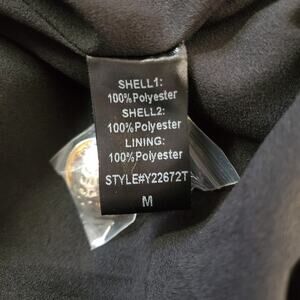 SHELL1:
100%Polyester
SHELL2:
100%Polyester
LINING:
100%Polyester
STYLE#Y22672T
M